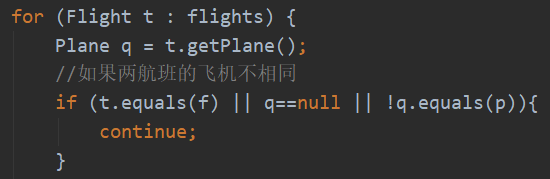 for (Flight t : flights) {
Plane q = t.getPlane();
//如果两航班的飞机不相同
if (t.equals(f) || q==null || !q.equals(p)){
continue;
}